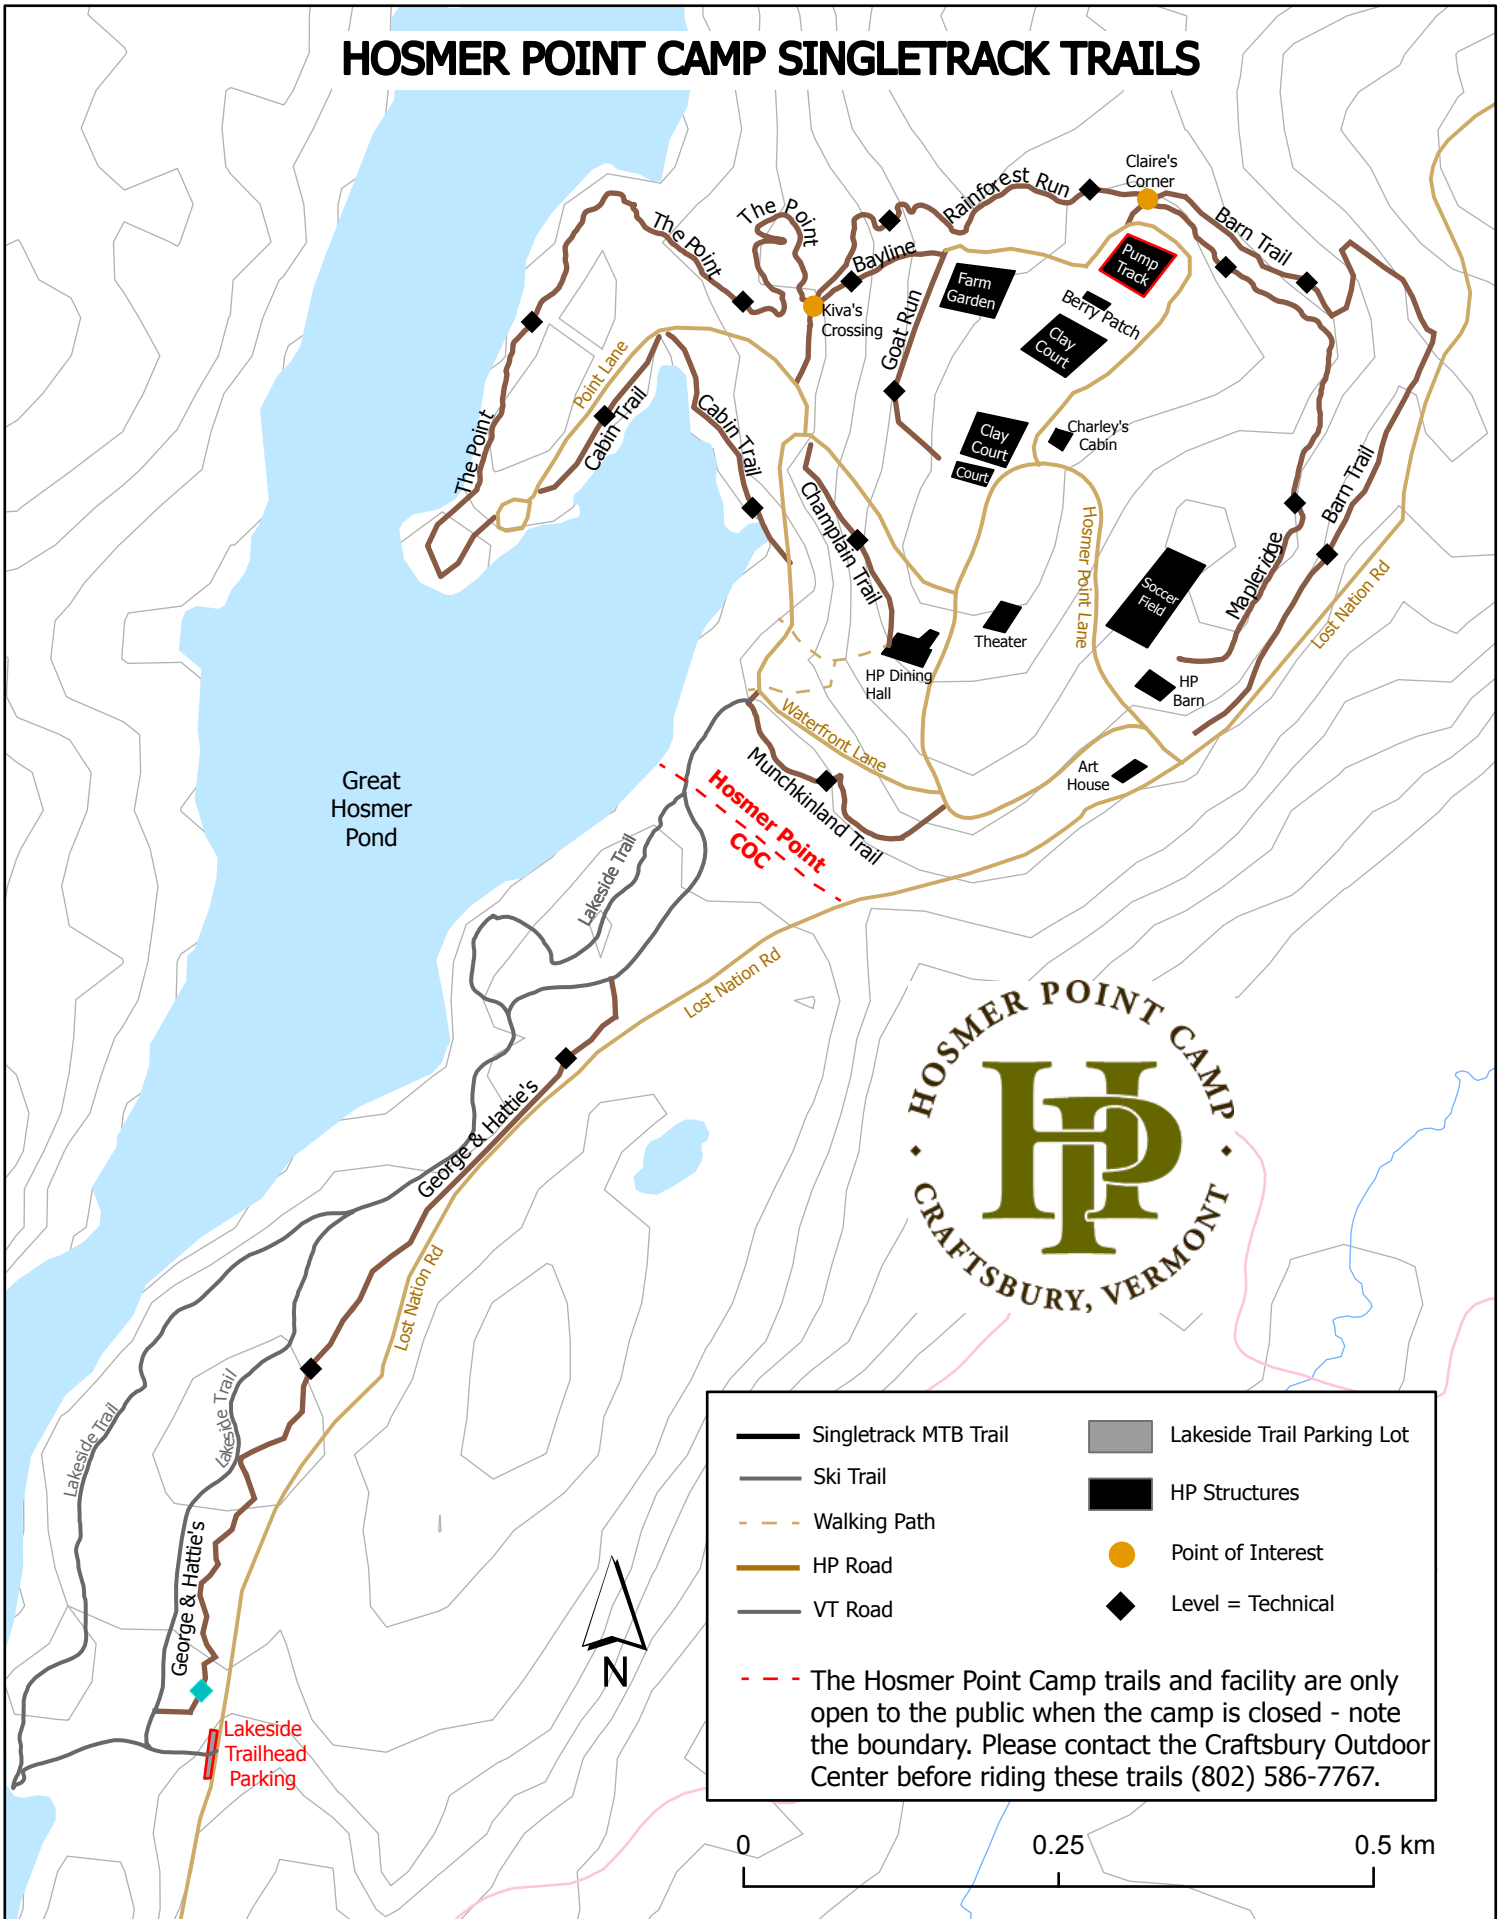 HOSMER POINT CAMP SINGLETRACK TRAILS
Claire's
Corner
Rainforest Run
Barn Trail
The Point
The Point
Bayline
Pump
Track
Farm
Garden
Berry Patch
Kiva's
Crossing
Clay
Court
Goat Run
Point Lane
Cabin Trail
Cabin Trail
The Point
Clay
Court
Court
Charley's
Cabin
Champlain Trail
Hosmer Point Lane
Barn Trail
Mapleridge
Soccer
Field
Lost Nation Rd
Theater
HP Dining
Hall
HP
Barn
Waterfront Lane
Munchkinland Trail
Art
House
Great
Hosmer
Pond
Hosmer Point
COC
Lakeside Trail
Lost Nation Rd
George & Hattie's
Lost Nation Rd
Lakeside Trail
Lakeside Trail
George & Hattie's
Lakeside
Trailhead
Parking
HOSMER POINT CAMP
HP
CRAFTSBURY, VERMONT
N
Singletrack MTB Trail
Ski Trail
Walking Path
HP Road
VT Road
Lakeside Trail Parking Lot
HP Structures
Point of Interest
Level = Technical
The Hosmer Point Camp trails and facility are only
open to the public when the camp is closed - note
the boundary. Please contact the Craftsbury Outdoor
Center before riding these trails (802) 586-7767.
0 0.25 0.5 km